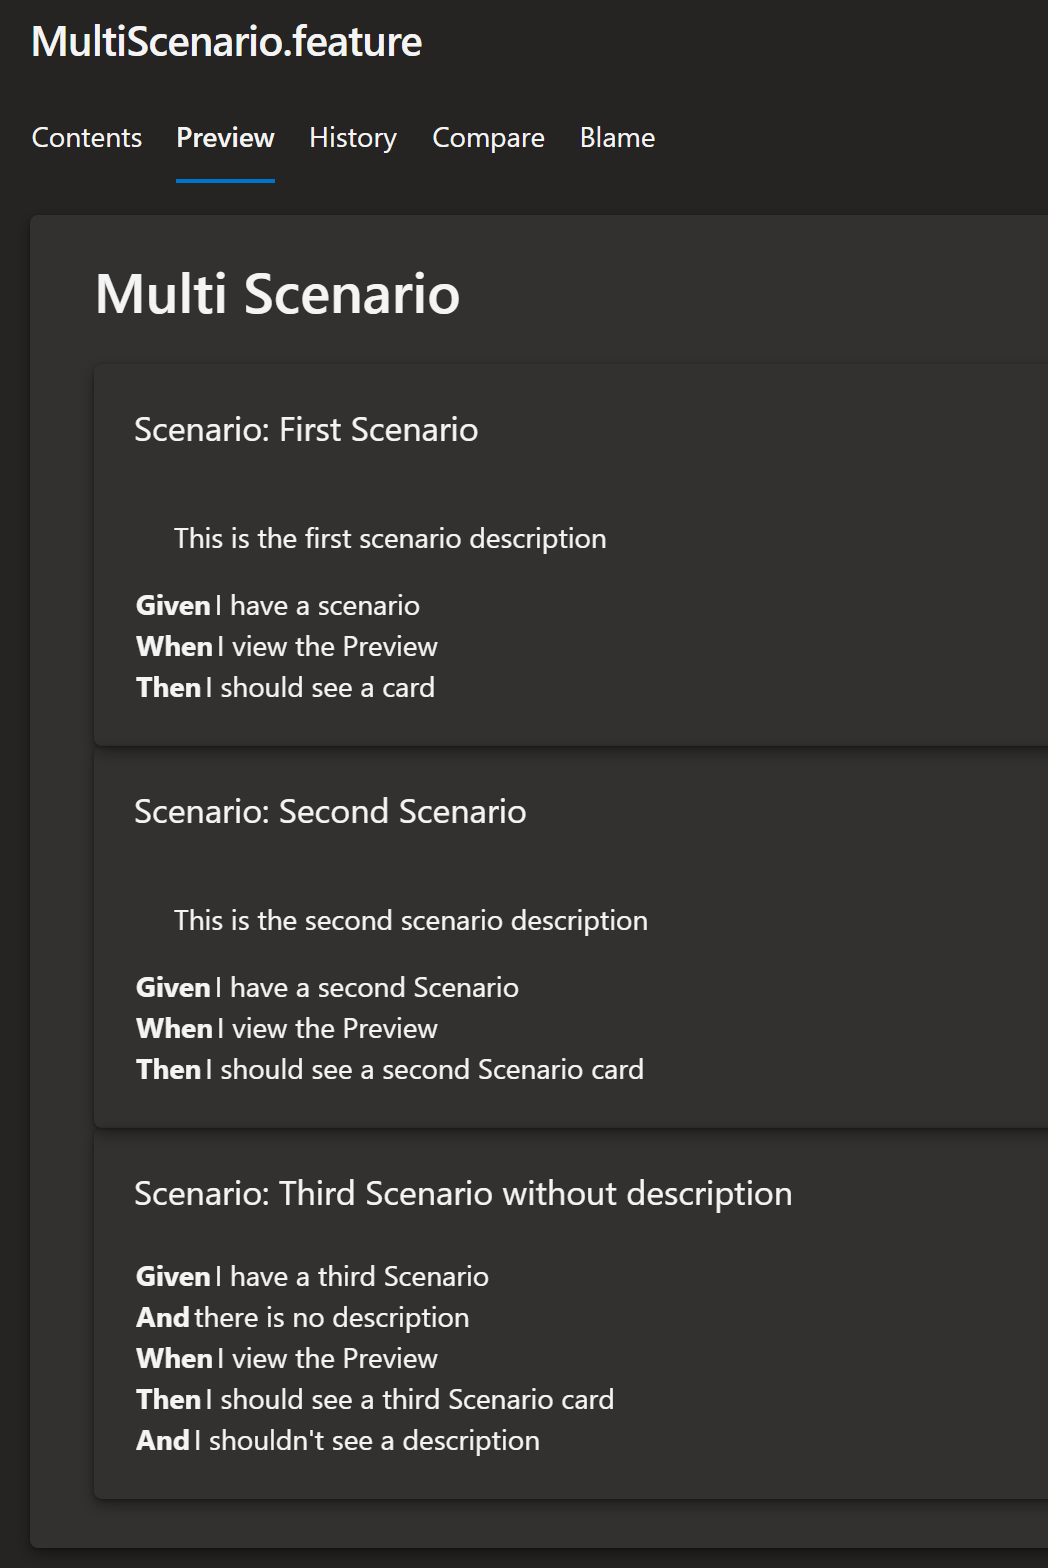 MultiScenario.feature
Contents Preview History Compare Blame
Multi Scenario
Scenario: First Scenario
This is the first scenario description
Given I have a scenario
When I view the Preview
Then I should see a card
Scenario: Second Scenario
This is the second scenario description
Given I have a second Scenario
When I view the Preview
Then I should see a second Scenario card
Scenario: Third Scenario without description
Given I have a third Scenario
And there is no description
When I view the Preview
Then I should see a third Scenario card
And I shouldn't see a description